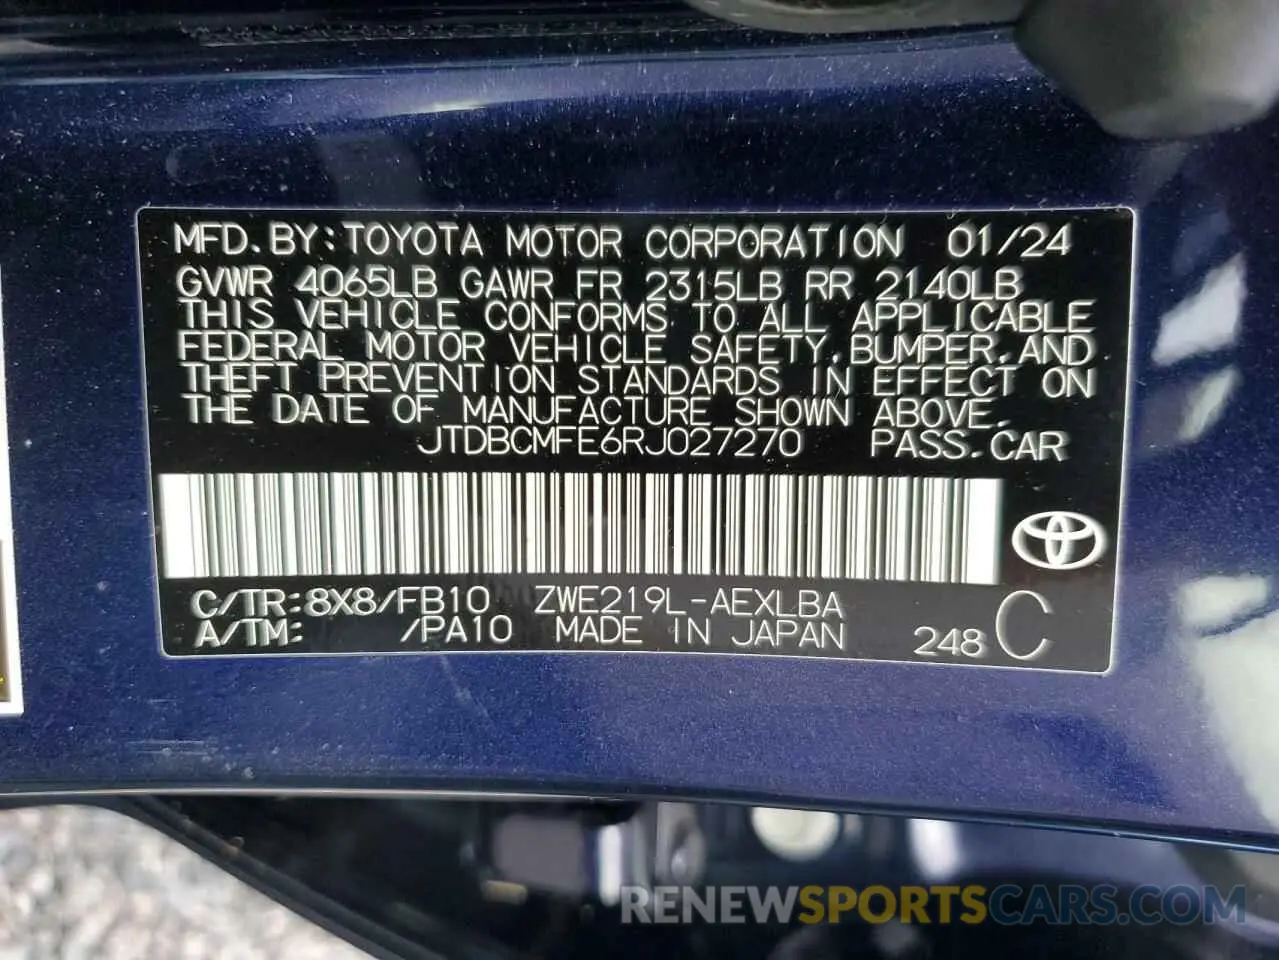 MFD. BY: TOYOTA MOTOR CORPORATION 01/24
GVWR 4065LB GAWR FR 2315LB RR 2140LB
THIS VEHICLE CONFORMS TO ALL APPLICABLE
FEDERAL MOTOR VEHICLE SAFETY, BUMPER, AND
THEFT PREVENTION STANDARDS IN EFFECT ON
THE DATE OF MANUFACTURE SHOWN ABOVE.
JTDBCMFE6RJ027270 PASS. CAR
C/TR: 8X8/FB10 ZWE219L-AEXLBA
A/TM: /PA10 MADE IN JAPAN 248 C
RENEWSPORTSCARS.COM